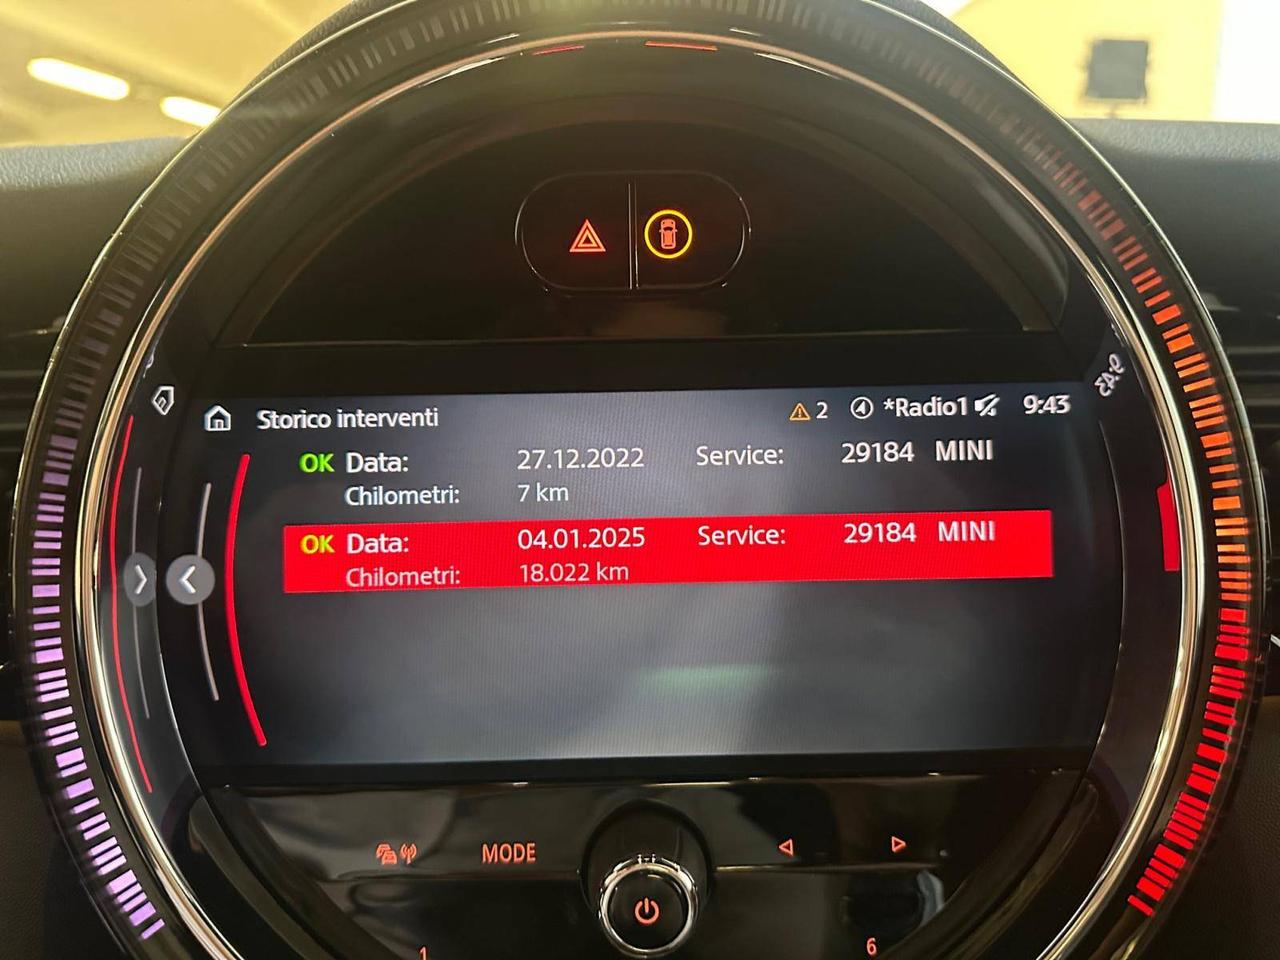 Storico interventi 2 *Radio1 9:43
OK Data: 27.12.2022 Service: 29184 MINI
Chilometri: 7 km
OK Data: 04.01.2025 Service: 29184 MINI
Chilometri: 18.022 km
MODE
1 6